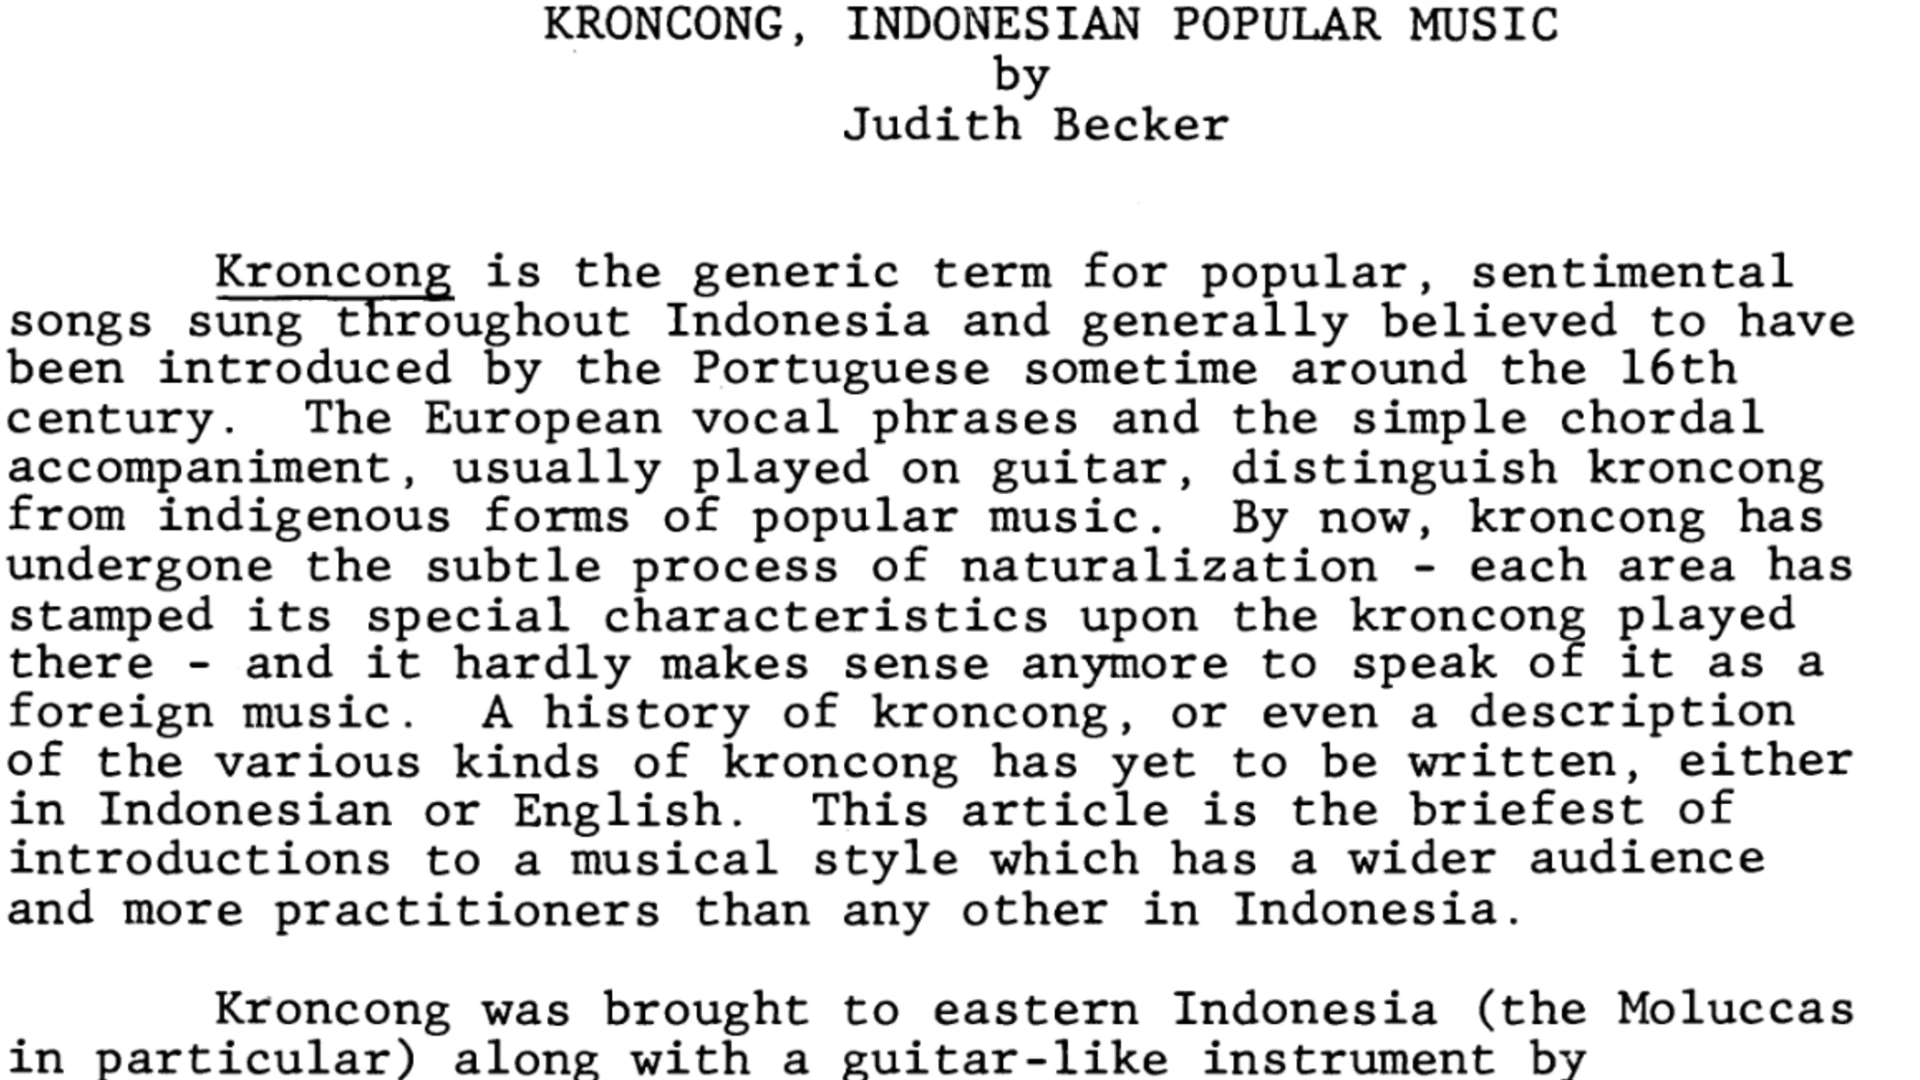 KRONCONG, INDONESIAN POPULAR MUSIC
by
Judith Becker
Kroncong is the generic term for popular, sentimental
songs sung throughout Indonesia and generally believed to have
been introduced by the Portuguese sometime around the 16th
century. The European vocal phrases and the simple chordal
accompaniment, usually played on guitar, distinguish kroncong
from indigenous forms of popular music. By now, kroncong has
undergone the subtle process of naturalization - each area has
stamped its special characteristics upon the kroncong played
there - and it hardly makes sense anymore to speak of it as a
foreign music. A history of kroncong, or even a description
of the various kinds of kroncong has yet to be written, either
in Indonesian or English. This article is the briefest of
introductions to a musical style which has a wider audience
and more practitioners than any other in Indonesia.
Kroncong was brought to eastern Indonesia (the Moluccas
in particular) along with a guitar-like instrument by